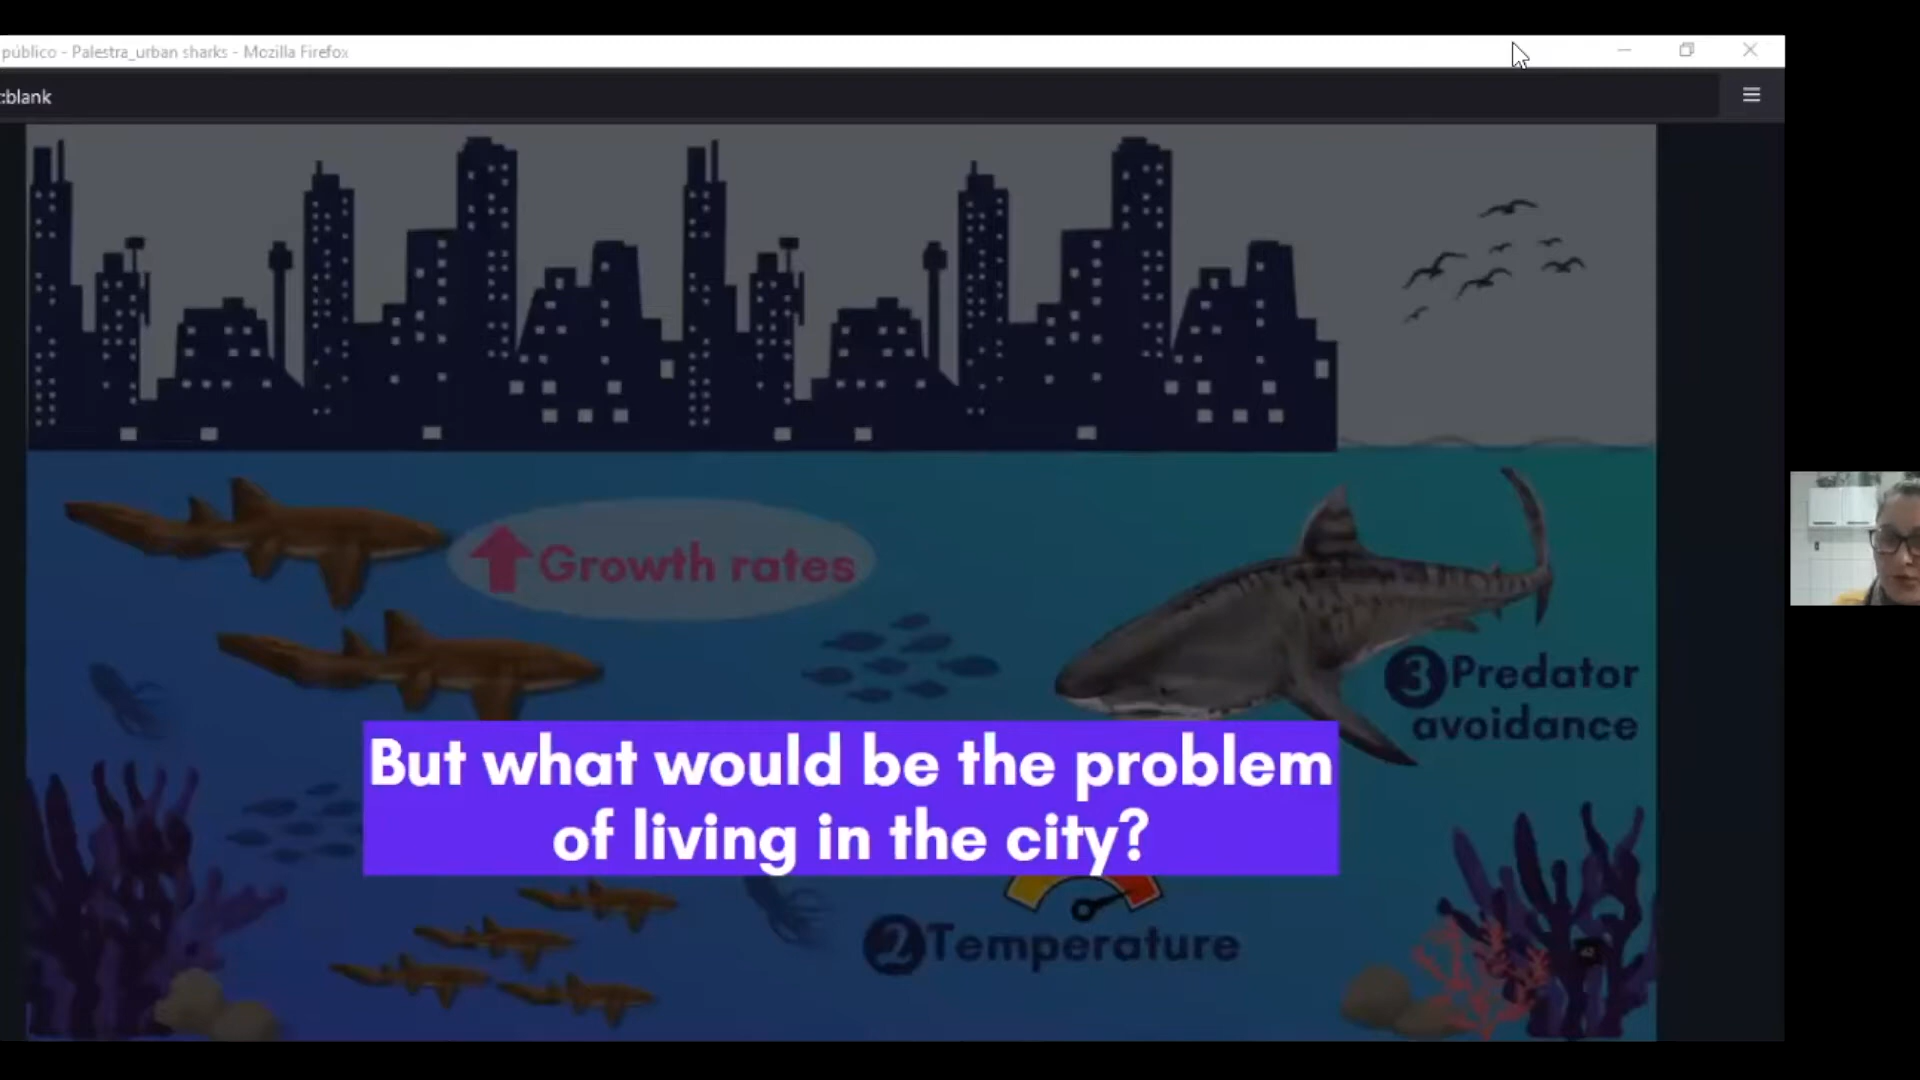 público - Palestra_urban sharks - Mozilla Firefox
:blank
Growth rates
3 Predator
avoidance
But what would be the problem
of living in the city?
2 Temperature